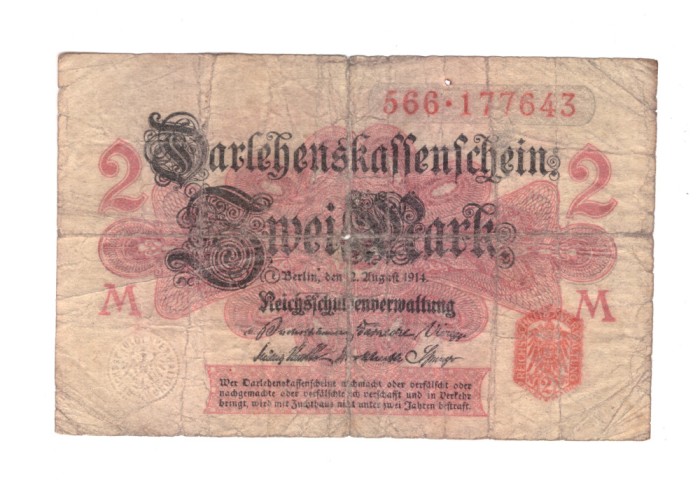 566·177643
Darlehenskassenschein.
2 2
Zwei Mark.
Berlin, den 2. August 1914.
M M
Reichsschuldenverwaltung
Wer Darlehenskassenscheine nachmacht oder verfälscht oder
nachgemachte oder verfälschte sich verschafft und in Verkehr
bringt, wird mit Zuchthaus nicht unter zwei Jahren bestraft.